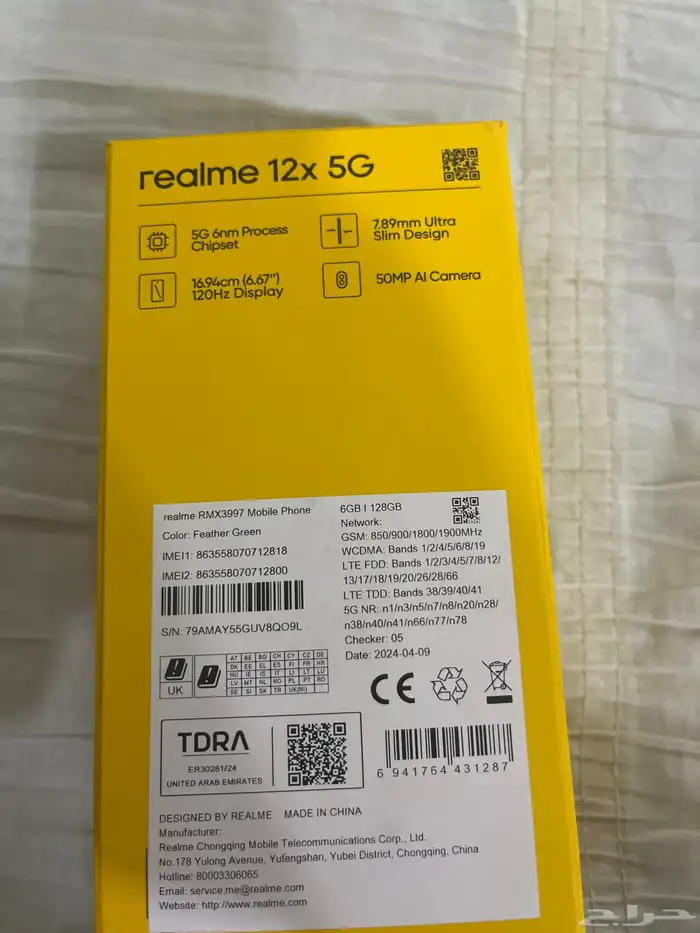 realme 12x 5G
5G 6nm Process
Chipset
7.89mm Ultra
Slim Design
16.94cm (6.67")
120Hz Display
50MP AI Camera
realme RMX3997 Mobile Phone
Color: Feather Green
IMEI1: 863558070712818
IMEI2: 863558070712800
S/N: 79AMAY55GUV8QO9L
6GB | 128GB
Network:
GSM: 850/900/1800/1900MHz
WCDMA: Bands 1/2/4/5/6/8/19
LTE FDD: Bands 1/2/3/4/5/7/8/12/
13/17/18/19/20/26/28/66
LTE TDD: Bands 38/39/40/41
5G NR: n1/n3/n5/n7/n8/n20/n28/
n38/n40/n41/n66/n77/n78
Checker: 05
Date: 2024-04-09
UK
AT BE BG CH CY CZ DE
DK EE EL ES FI FR HR
HU IE IS IT LI LT LU
LV MT NL NO PL PT RO
SE SI SK TR UK(NI)
CE
TDRA
ER30281/24
UNITED ARAB EMIRATES
6 941764 431287
DESIGNED BY REALME MADE IN CHINA
Manufacturer:
Realme Chongqing Mobile Telecommunications Corp., Ltd.
No.178 Yulong Avenue, Yufengshan, Yubei District, Chongqing, China
Hotline: 80003306065
Email: service.me@realme.com
Website: http://www.realme.com
حراج